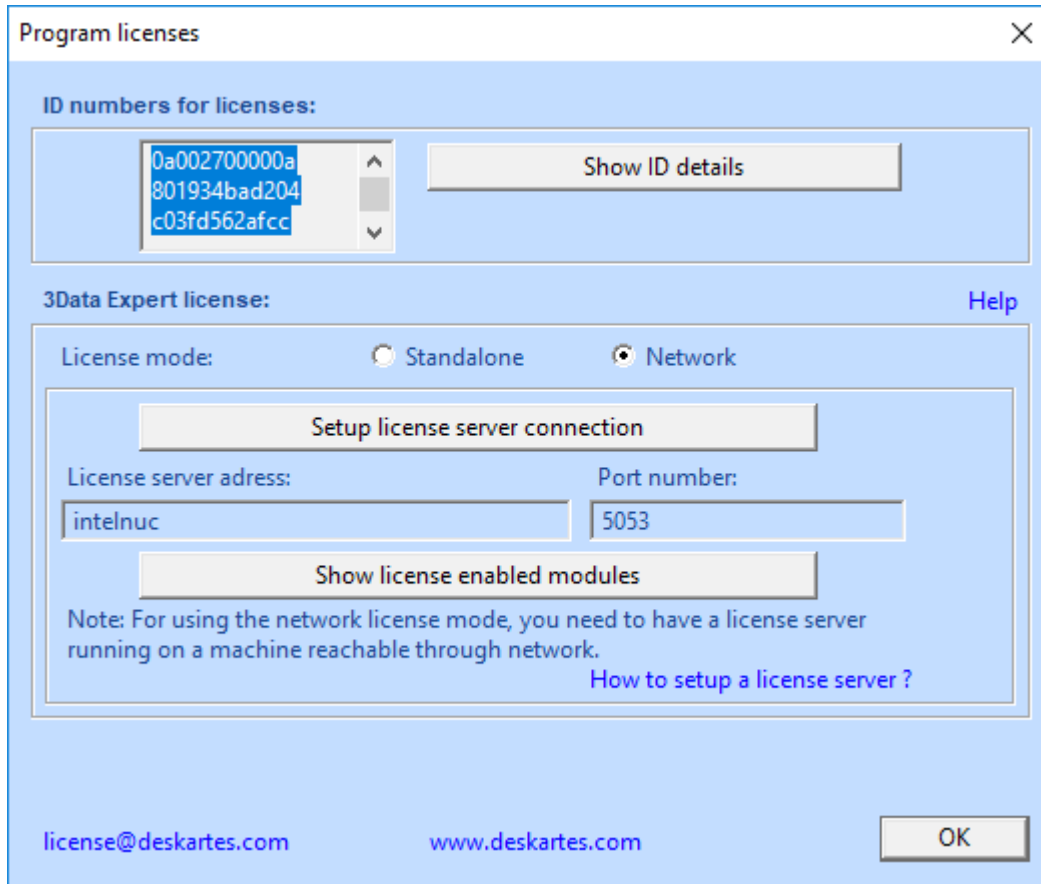 Program licenses
ID numbers for licenses:
0a002700000a
801934bad204
c03fd562afcc
Show ID details
3Data Expert license:
Help
License mode:
Standalone
Network
Setup license server connection
License server adress:
Port number:
intelnuc
5053
Show license enabled modules
Note: For using the network license mode, you need to have a license server
running on a machine reachable through network.
How to setup a license server ?
license@deskartes.com
www.deskartes.com
OK